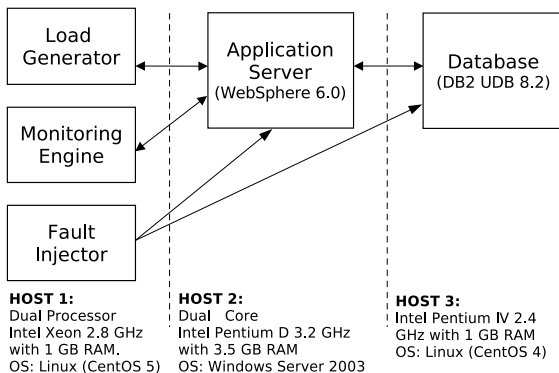 Load
Generator
Application
Server
(WebSphere 6.0)
Database
(DB2 UDB 8.2)
Monitoring
Engine
Fault
Injector
HOST 1:
Dual Processor
Intel Xeon 2.8 GHz
with 1 GB RAM.
OS: Linux (CentOS 5)
HOST 2:
Dual Core
Intel Pentium D 3.2 GHz
with 3.5 GB RAM
OS: Windows Server 2003
HOST 3:
Intel Pentium IV 2.4
GHz with 1 GB RAM
OS: Linux (CentOS 4)